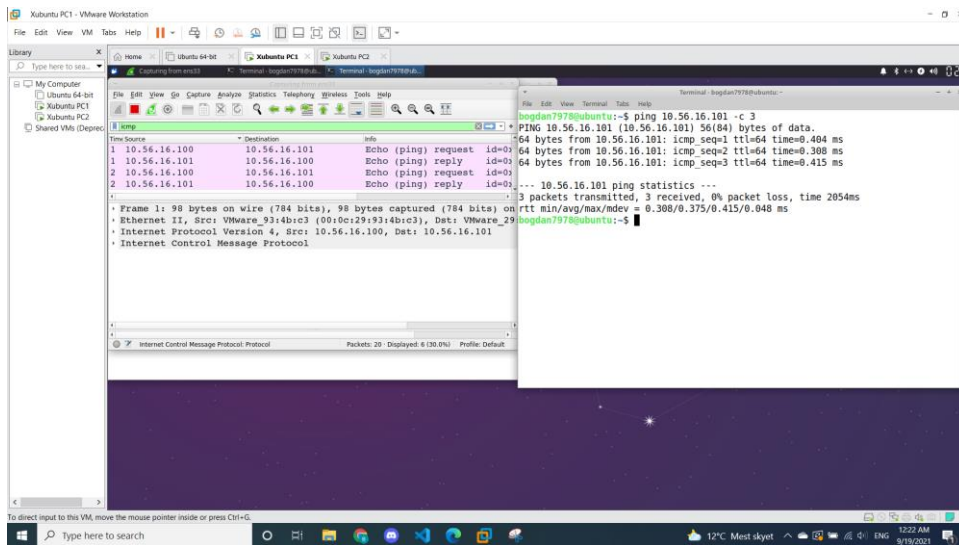 Xubuntu PC1 - VMware Workstation
File Edit View VM Tabs Help
Library
Type here to sea...
My Computer
Ubuntu 64-bit
Xubuntu PC1
Xubuntu PC2
Shared VMs (Deprec
Home
Ubuntu 64-bit
Xubuntu PC1
Xubuntu PC2
Capturing from ens33
Terminal - bogdan7978@ub...
Terminal - bogdan7978@ub...
File Edit View Go Capture Analyze Statistics Telephony Wireless Tools Help
icmp
Time Source Destination Info
1 10.56.16.100 10.56.16.101 Echo (ping) request id=0x
1 10.56.16.101 10.56.16.100 Echo (ping) reply id=0x
2 10.56.16.100 10.56.16.101 Echo (ping) request id=0x
2 10.56.16.101 10.56.16.100 Echo (ping) reply id=0x
Frame 1: 98 bytes on wire (784 bits), 98 bytes captured (784 bits) on
Ethernet II, Src: VMware_93:4b:c3 (00:0c:29:93:4b:c3), Dst: VMware_29
Internet Protocol Version 4, Src: 10.56.16.100, Dst: 10.56.16.101
Internet Control Message Protocol
Internet Control Message Protocol: Protocol
Packets: 20 · Displayed: 6 (30.0%)
Profile: Default
Terminal - bogdan7978@ubuntu: ~
File Edit View Terminal Tabs Help
bogdan7978@ubuntu:~$ ping 10.56.16.101 -c 3
PING 10.56.16.101 (10.56.16.101) 56(84) bytes of data.
64 bytes from 10.56.16.101: icmp_seq=1 ttl=64 time=0.404 ms
64 bytes from 10.56.16.101: icmp_seq=2 ttl=64 time=0.308 ms
64 bytes from 10.56.16.101: icmp_seq=3 ttl=64 time=0.415 ms
--- 10.56.16.101 ping statistics ---
3 packets transmitted, 3 received, 0% packet loss, time 2054ms
rtt min/avg/max/mdev = 0.308/0.375/0.415/0.048 ms
bogdan7978@ubuntu:~$
To direct input to this VM, move the mouse pointer inside or press Ctrl+G.
Type here to search
12°C Mest skyet
ENG
12:22 AM
9/19/2021